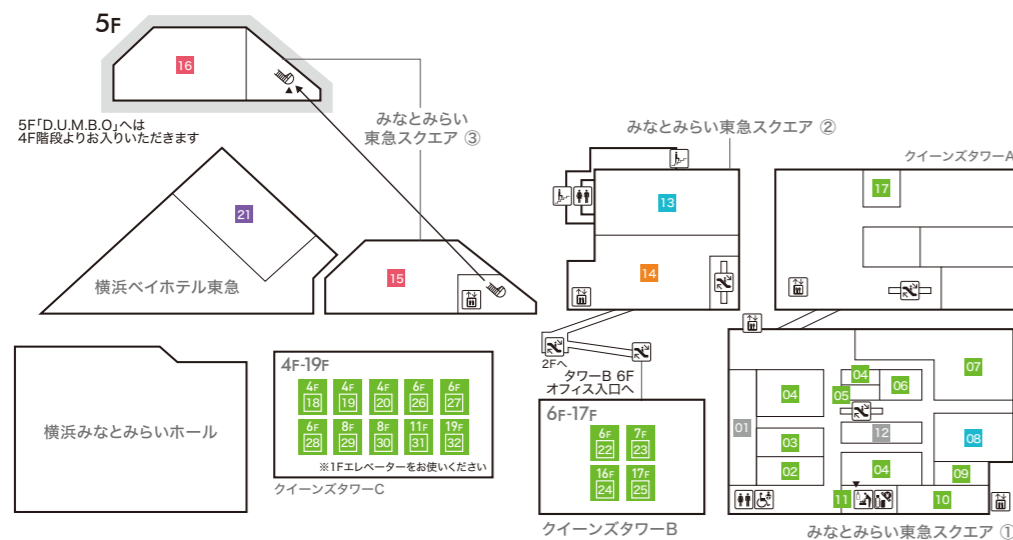 5F
16
5F「D.U.M.B.O」へは
4F階段よりお入りいただきます
みなとみらい
東急スクエア ③
21
横浜ベイホテル東急
15
みなとみらい東急スクエア ②
13
14
クイーンズタワーA
17
2Fへ
タワーB 6F
オフィス入口へ
横浜みなとみらいホール
4F-19F
4F 4F 4F 6F 6F
18 19 20 26 27
6F 8F 8F 11F 19F
28 29 30 31 32
※1Fエレベーターをお使いください
クイーンズタワーC
6F-17F
6F 7F
22 23
16F 17F
24 25
クイーンズタワーB
07
04
06
04
05
01
12
03
08
02
04
09
11
10
みなとみらい東急スクエア ①